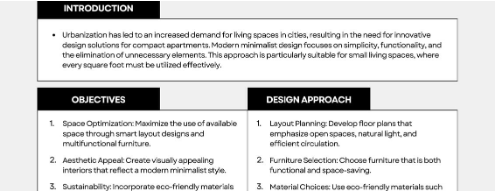 INTRODUCTION
• Urbanization has led to an increased demand for living spaces in cities, resulting in the need for innovative
design solutions for compact apartments. Modern minimalist design focuses on simplicity, functionality, and
the elimination of unnecessary elements. This approach is particularly suitable for small living spaces, where
every square foot must be utilized effectively.
OBJECTIVES
1. Space Optimization: Maximize the use of available
space through smart layout designs and
multifunctional furniture.
2. Aesthetic Appeal: Create visually appealing
interiors that reflect a modern minimalist style.
3. Sustainability: Incorporate eco-friendly materials
DESIGN APPROACH
1. Layout Planning: Develop floor plans that
emphasize open spaces, natural light, and
efficient circulation.
2. Furniture Selection: Choose furniture that is both
functional and space-saving.
3. Material Choices: Use eco-friendly materials such